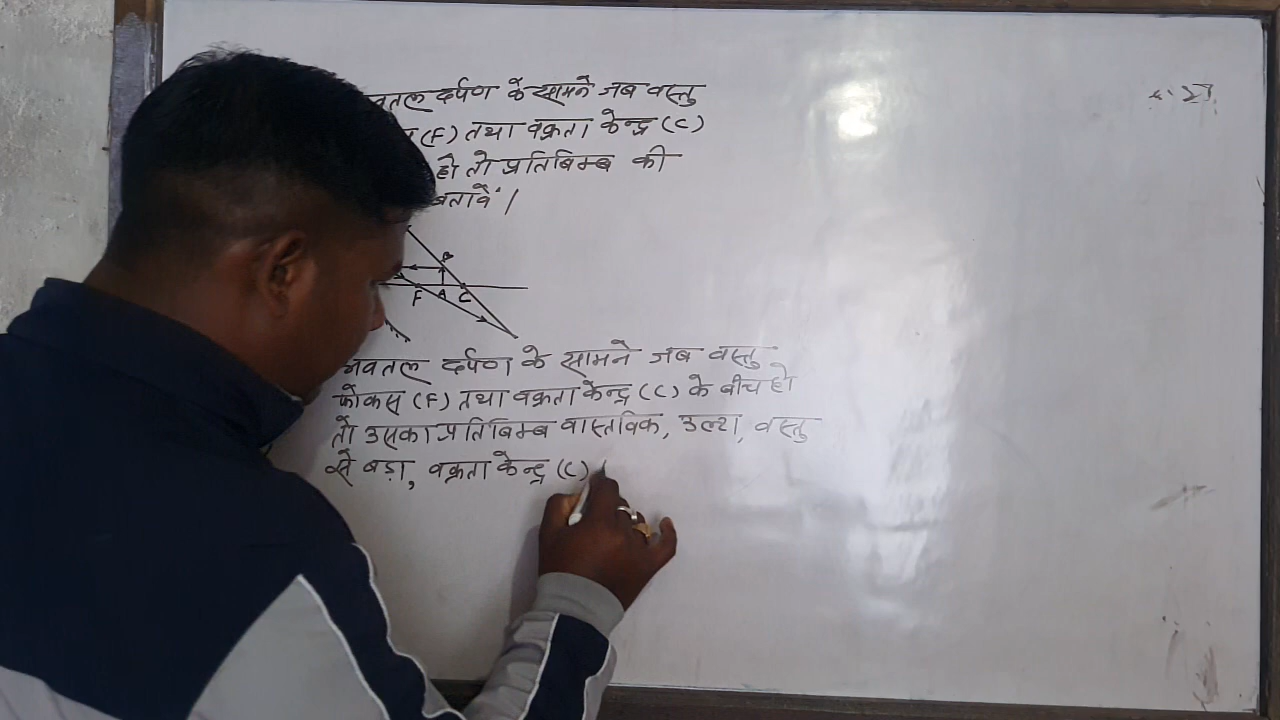 वतल दर्पण के सामने जब वस्तु
(F) तथा वक्रता केन्द्र (C)
हो तो प्रतिबिम्ब की
बतावें।
B
F A C
अवतल दर्पण के सामने जब वस्तु
फोकस (F) तथा वक्रता केन्द्र (C) के बीच हो
तो उसका प्रतिबिम्ब वास्तविक, उल्टा, वस्तु
से बड़ा, वक्रता केन्द्र (C)